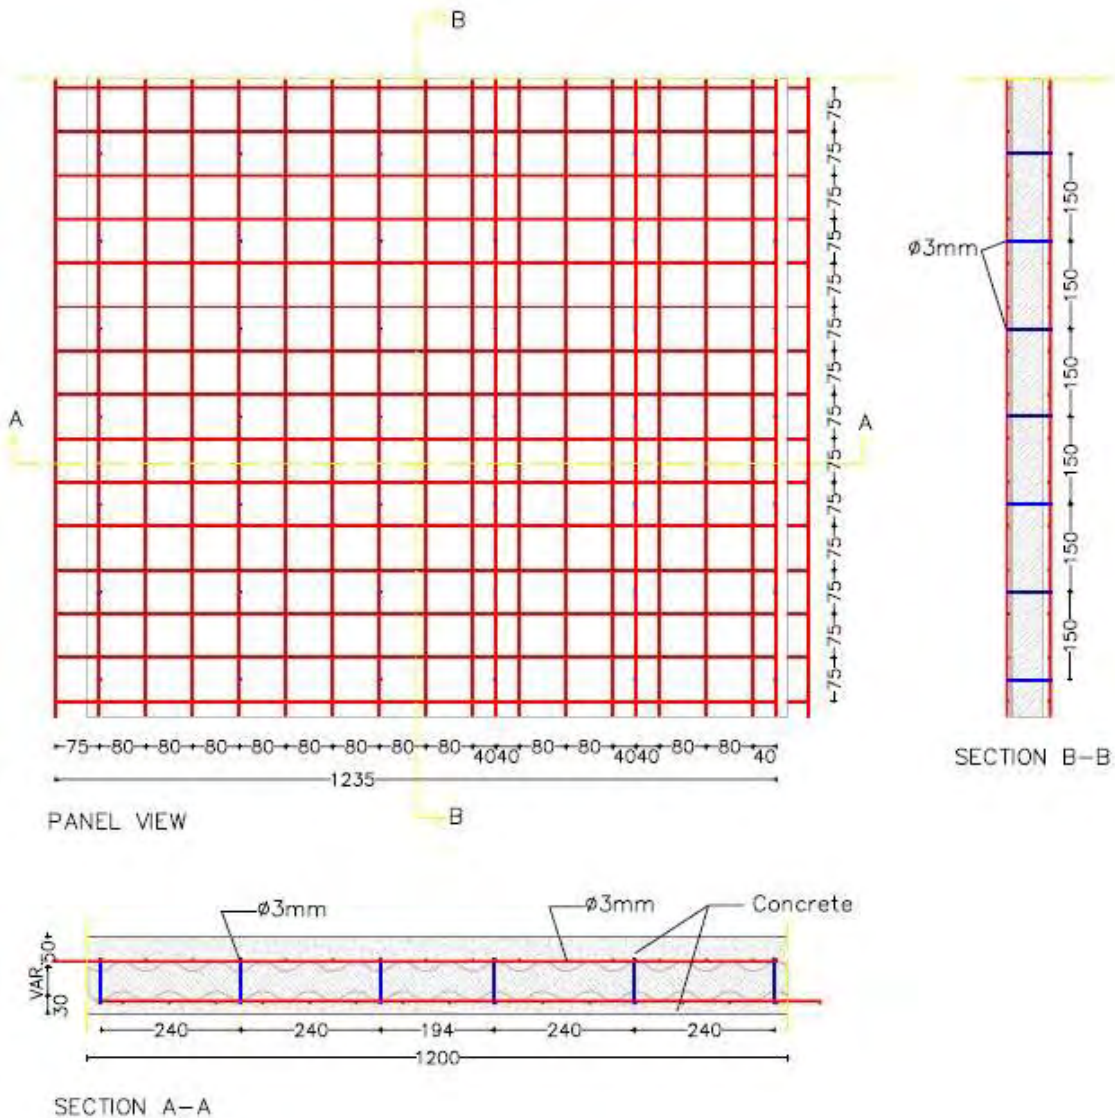 B
75 75 75 75 75 75 75 75 75 75 75 75 75 75
150 150 150 150 150 150
ø3mm
A A
75 80 80 80 80 80 80 80 80 4040 80 80 4040 80 80 40
1235
SECTION B-B
B
PANEL VIEW
ø3mm ø3mm Concrete
50
VAR.
30
240 240 194 240 240
1200
SECTION A-A